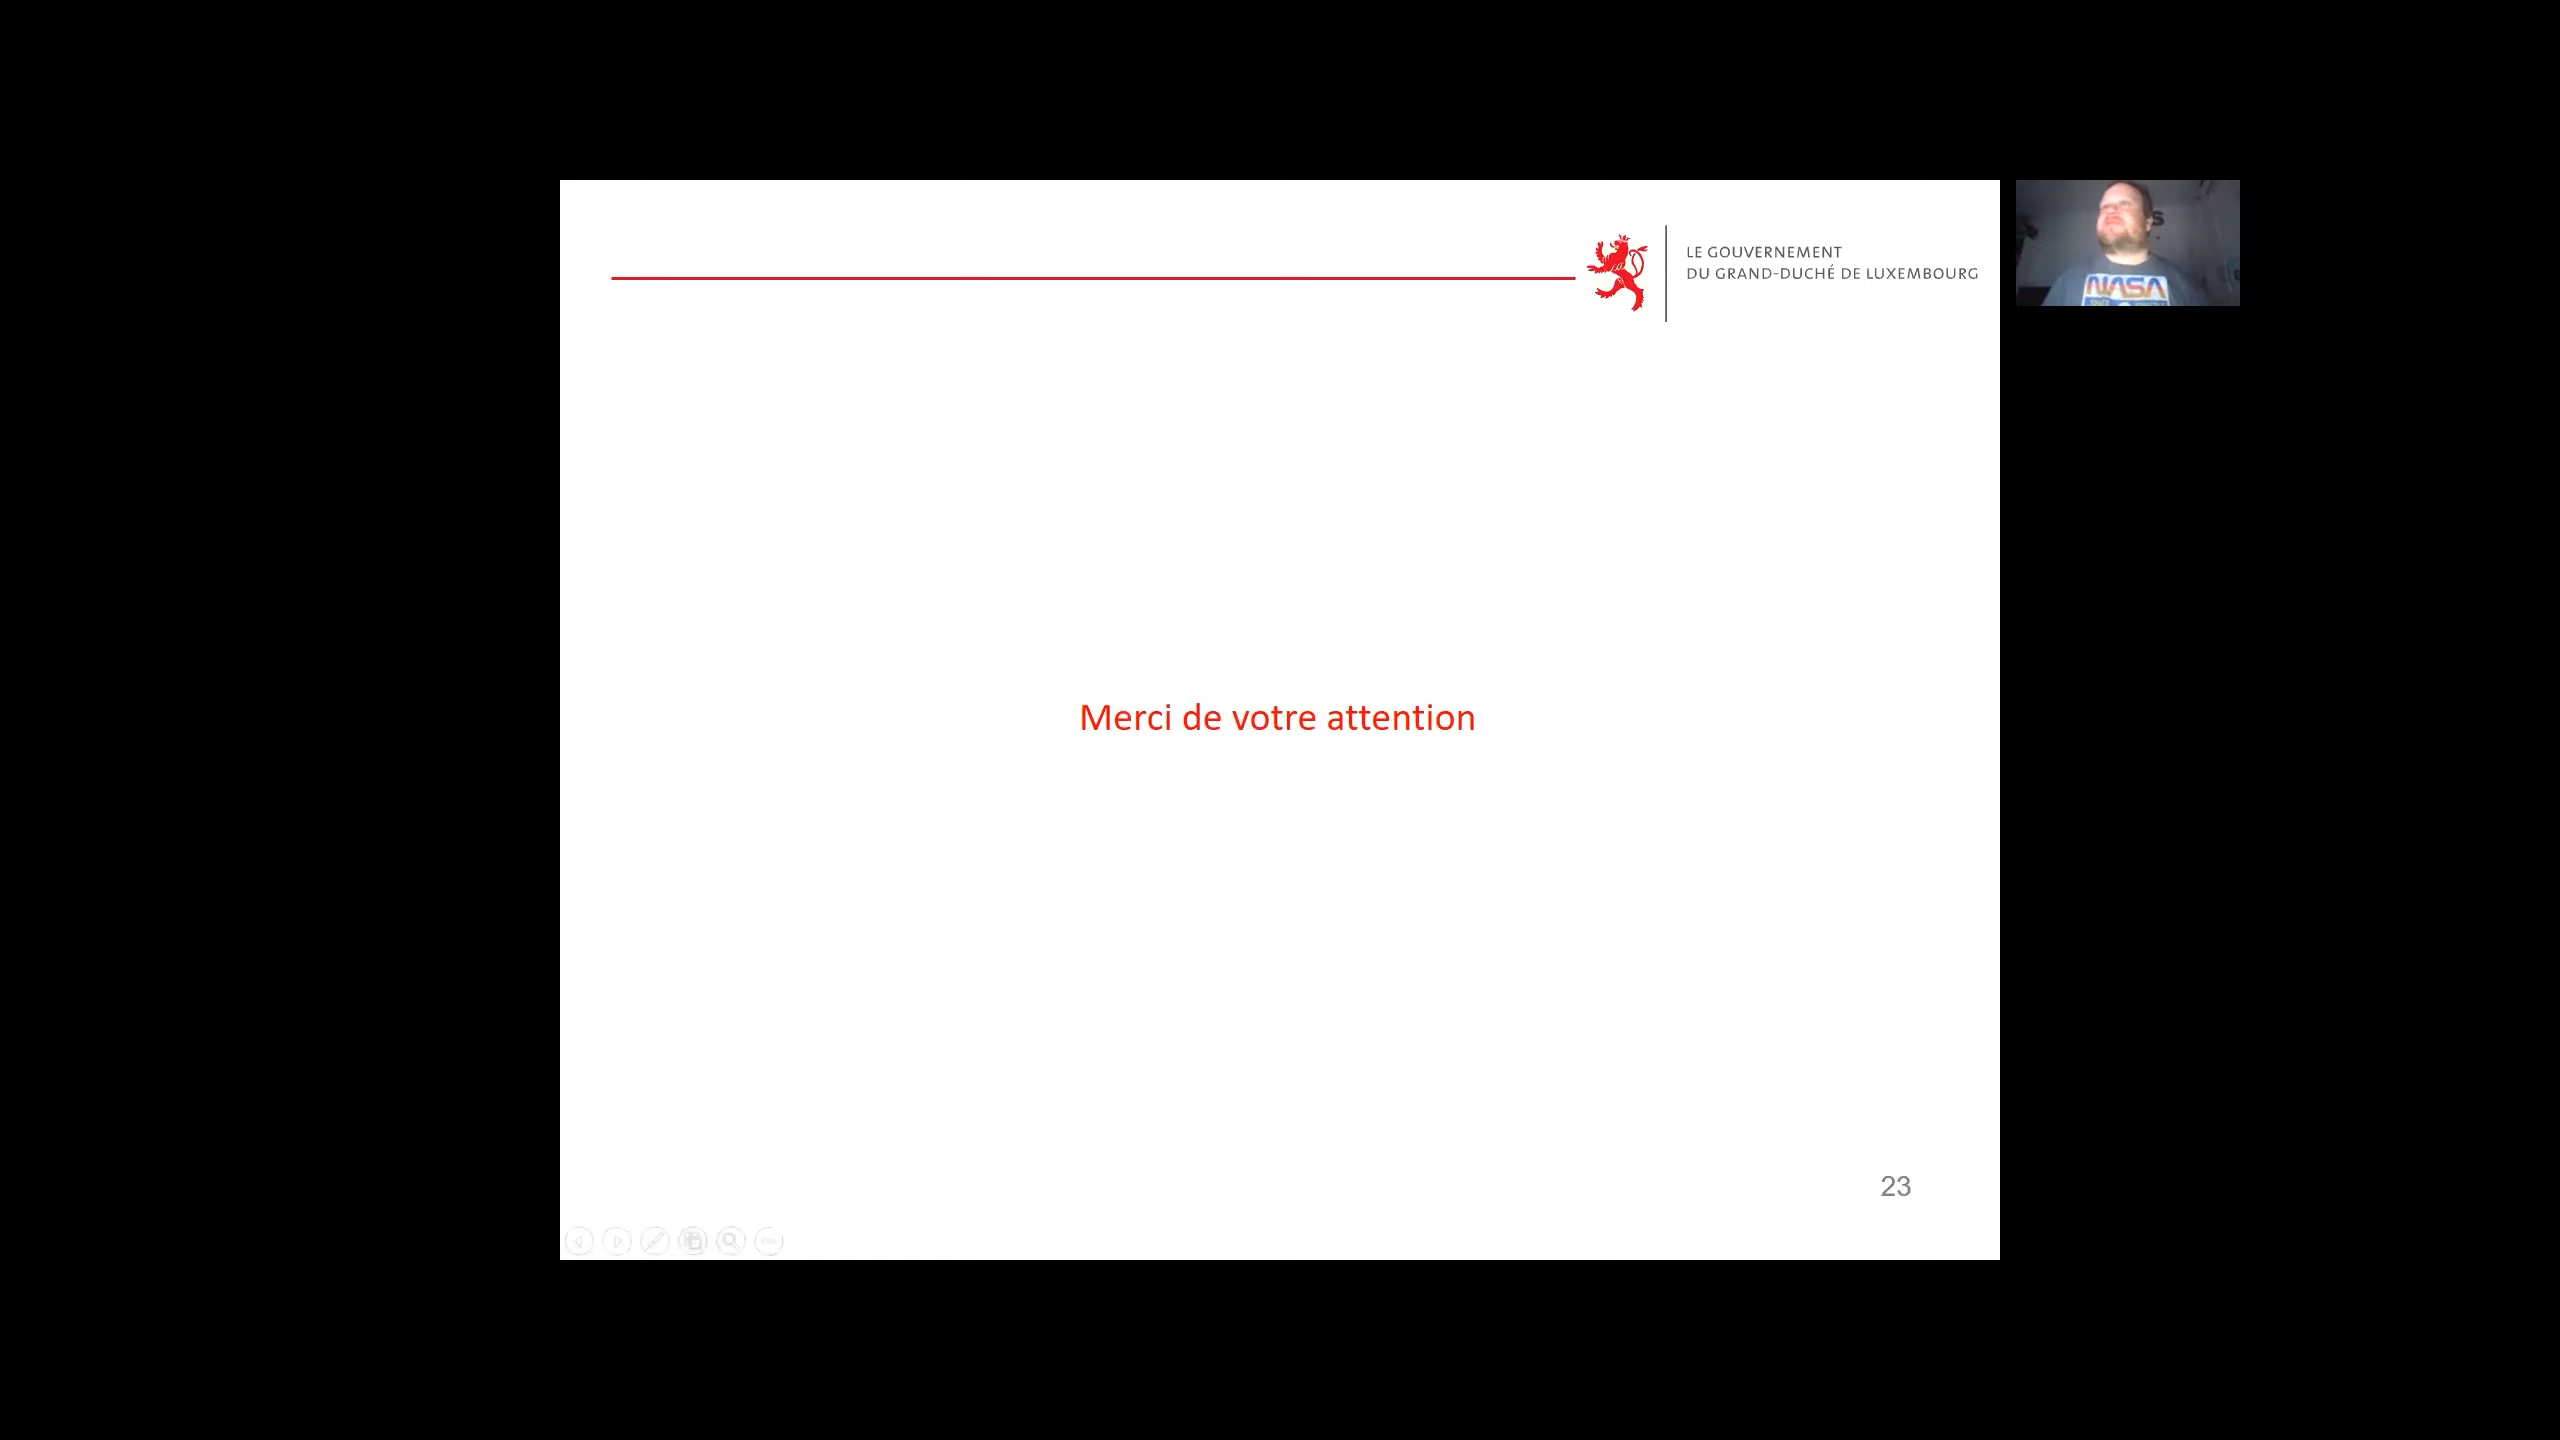 LE GOUVERNEMENT
DU GRAND-DUCHÉ DE LUXEMBOURG
NASA
Merci de votre attention
23